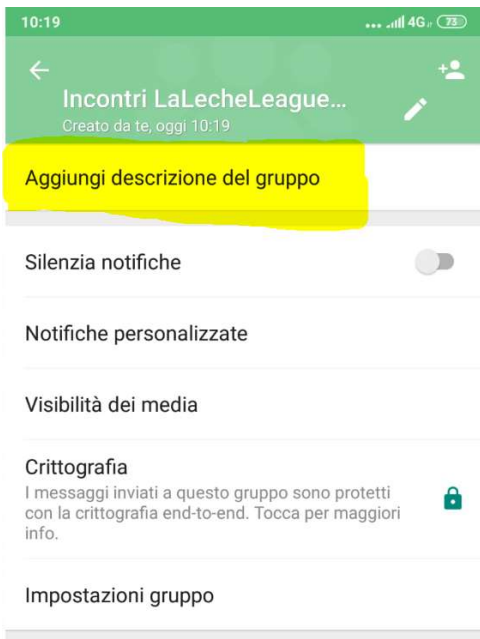 10:19
4G 73
Incontri LaLecheLeague...
Creato da te, oggi 10:19
Aggiungi descrizione del gruppo
Silenzia notifiche
Notifiche personalizzate
Visibilità dei media
Crittografia
I messaggi inviati a questo gruppo sono protetti
con la crittografia end-to-end. Tocca per maggiori
info.
Impostazioni gruppo